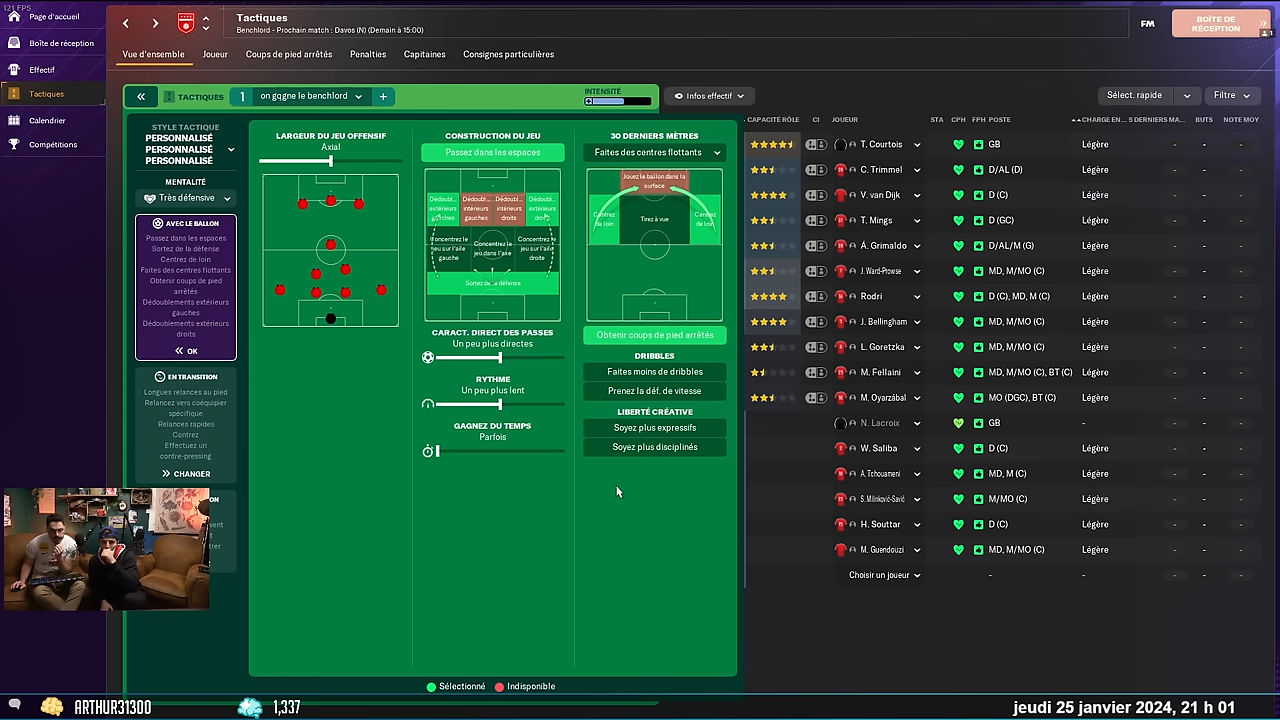 121 FPS
Page d'accueil
Boîte de réception
Effectif
Tactiques
Calendrier
Compétitions
Tactiques
Benchlord - Prochain match : Davos (N) (Demain à 15:00)
FM
BOÎTE DE
RÉCEPTION
1
Vue d'ensemble
Joueur
Coups de pied arrêtés
Penalties
Capitaines
Consignes particulières
TACTIQUES
1
on gagne le benchlord
INTENSITÉ
Infos effectif
Sélect. rapide
Filtre
STYLE TACTIQUE
PERSONNALISÉ
PERSONNALISÉ
PERSONNALISÉ
MENTALITÉ
Très défensive
AVEC LE BALLON
Passez dans les espaces
Sortez de la défense
Centrez de loin
Faites des centres flottants
Obtenir coups de pied
arrêtés
Dédoublements extérieurs
gauches
Dédoublements extérieurs
droits
OK
EN TRANSITION
Longues relances au pied
Relancez vers coéquipier
spécifique
Relances rapides
Contrez
Effectuez un
contre-pressing
CHANGER
LARGEUR DU JEU OFFENSIF
Axial
CONSTRUCTION DU JEU
Passez dans les espaces
Dédoubl...
extérieurs
gauches
Dédoubl...
intérieurs
gauches
Dédoubl...
intérieurs
droits
Dédoubl...
extérieurs
droits
Concentrez le
jeu sur l'aile
gauche
Concentrez le
jeu dans l'axe
Concentrez le
jeu sur l'aile
droite
Sortez de la défense
CARACT. DIRECT DES PASSES
Un peu plus directes
RYTHME
Un peu plus lent
GAGNEZ DU TEMPS
Parfois
30 DERNIERS MÈTRES
Faites des centres flottants
Jouez le ballon dans la
surface
Centrez
de loin
Tirez à vue
Centrez
de loin
Obtenir coups de pied arrêtés
DRIBBLES
Faites moins de dribbles
Prenez la déf. de vitesse
LIBERTÉ CRÉATIVE
Soyez plus expressifs
Soyez plus disciplinés
Sélectionné
Indisponible
CAPACITÉ RÔLE CI JOUEUR STA CPH FPH POSTE CHARGE EN... 5 DERNIERS MA... BUTS NOTE MOY
T. Courtois GB Légère - - -
C. Trimmel D/AL (D) Légère - - -
V. van Dijk D (C) Légère - - -
T. Mings D (GC) Légère - - -
Á. Grimaldo D/AL/M (G) Légère - - -
J. Ward-Prowse MD, M/MO (C) Légère - - -
Rodri D (C), MD, M (C) Légère - - -
J. Bellingham MD, M/MO (C) Légère - - -
L. Goretzka MD, M/MO (C) Légère - - -
M. Fellaini MD, M/MO (C), BT (C) Légère - - -
M. Oyarzábal MO (DGC), BT (C) Légère - - -
N. Lacroix GB - - - -
W. Saliba D (C) Légère - - -
A. Tchouameni MD, M (C) Légère - - -
S. Milinković-Savić M/MO (C) Légère - - -
H. Souttar D (C) Légère - - -
M. Guendouzi MD, M/MO (C) Légère - - -
Choisir un joueur - - - - -
ARTHUR31300
1,337
jeudi 25 janvier 2024, 21 h 01